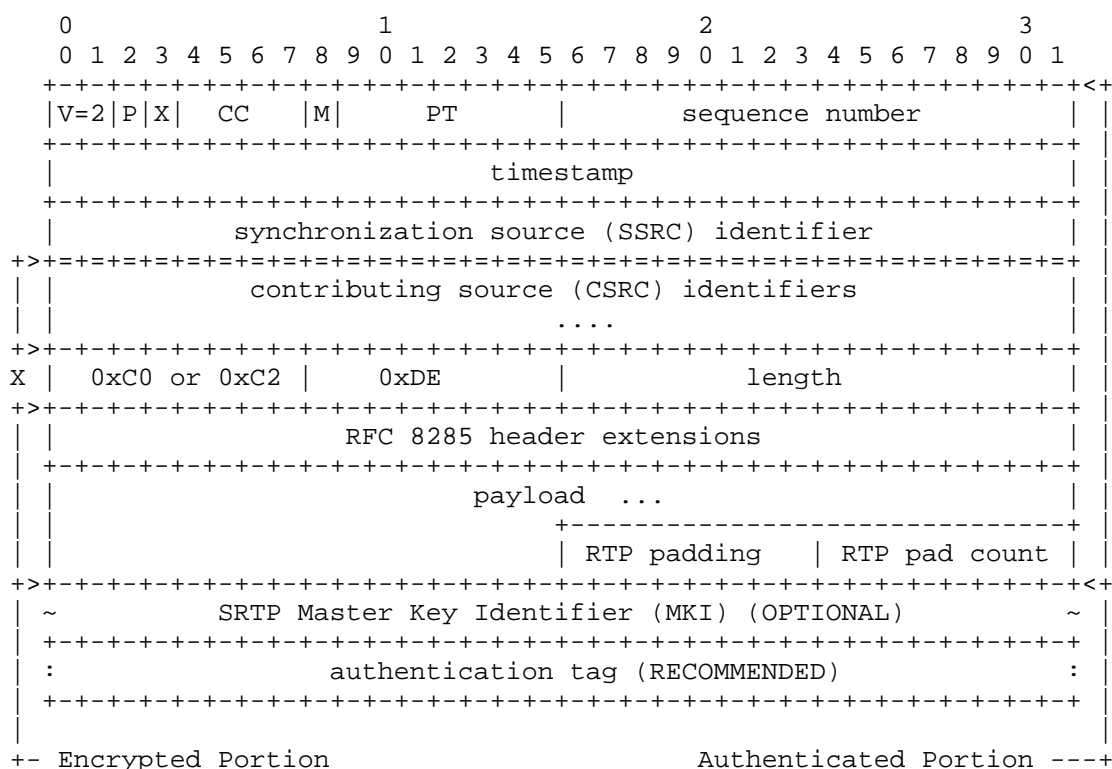 0                   1                   2                   3
    0 1 2 3 4 5 6 7 8 9 0 1 2 3 4 5 6 7 8 9 0 1 2 3 4 5 6 7 8 9 0 1
   +-+-+-+-+-+-+-+-+-+-+-+-+-+-+-+-+-+-+-+-+-+-+-+-+-+-+-+-+-+-+-+-+<+
   |V=2|P|X|  CC   |M|     PT      |       sequence number         | |
   +-+-+-+-+-+-+-+-+-+-+-+-+-+-+-+-+-+-+-+-+-+-+-+-+-+-+-+-+-+-+-+-+ |
   |                           timestamp                           | |
   +-+-+-+-+-+-+-+-+-+-+-+-+-+-+-+-+-+-+-+-+-+-+-+-+-+-+-+-+-+-+-+-+ |
   |           synchronization source (SSRC) identifier            | |
 +>+=+=+=+=+=+=+=+=+=+=+=+=+=+=+=+=+=+=+=+=+=+=+=+=+=+=+=+=+=+=+=+=+ |
 | |            contributing source (CSRC) identifiers             | |
 | |                               ....                            | |
 +>+-+-+-+-+-+-+-+-+-+-+-+-+-+-+-+-+-+-+-+-+-+-+-+-+-+-+-+-+-+-+-+-+ |
 X |  0xC0 or 0xC2 |    0xDE       |           length              | |
 +>+-+-+-+-+-+-+-+-+-+-+-+-+-+-+-+-+-+-+-+-+-+-+-+-+-+-+-+-+-+-+-+-+ |
 | |                  RFC 8285 header extensions                   | |
 | +-+-+-+-+-+-+-+-+-+-+-+-+-+-+-+-+-+-+-+-+-+-+-+-+-+-+-+-+-+-+-+-+ |
 | |                          payload  ...                         | |
 | |                               +-------------------------------+ |
 | |                               | RTP padding   | RTP pad count | |
 +>+-+-+-+-+-+-+-+-+-+-+-+-+-+-+-+-+-+-+-+-+-+-+-+-+-+-+-+-+-+-+-+-+<+
 | ~          SRTP Master Key Identifier (MKI) (OPTIONAL)          ~ |
 | +-+-+-+-+-+-+-+-+-+-+-+-+-+-+-+-+-+-+-+-+-+-+-+-+-+-+-+-+-+-+-+-+ |
 | :                 authentication tag (RECOMMENDED)              : |
 | +-+-+-+-+-+-+-+-+-+-+-+-+-+-+-+-+-+-+-+-+-+-+-+-+-+-+-+-+-+-+-+-+ |
 |                                                                   |
 +- Encrypted Portion                       Authenticated Portion ---+